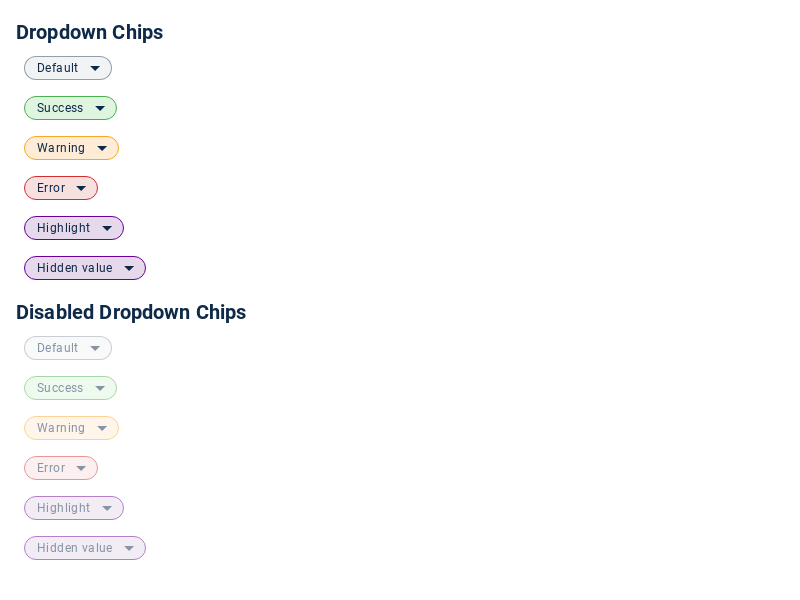 Dropdown Chips
Default
Success
Warning
Error
Highlight
Hidden value
Disabled Dropdown Chips
Default
Success
Warning
Error
Highlight
Hidden value